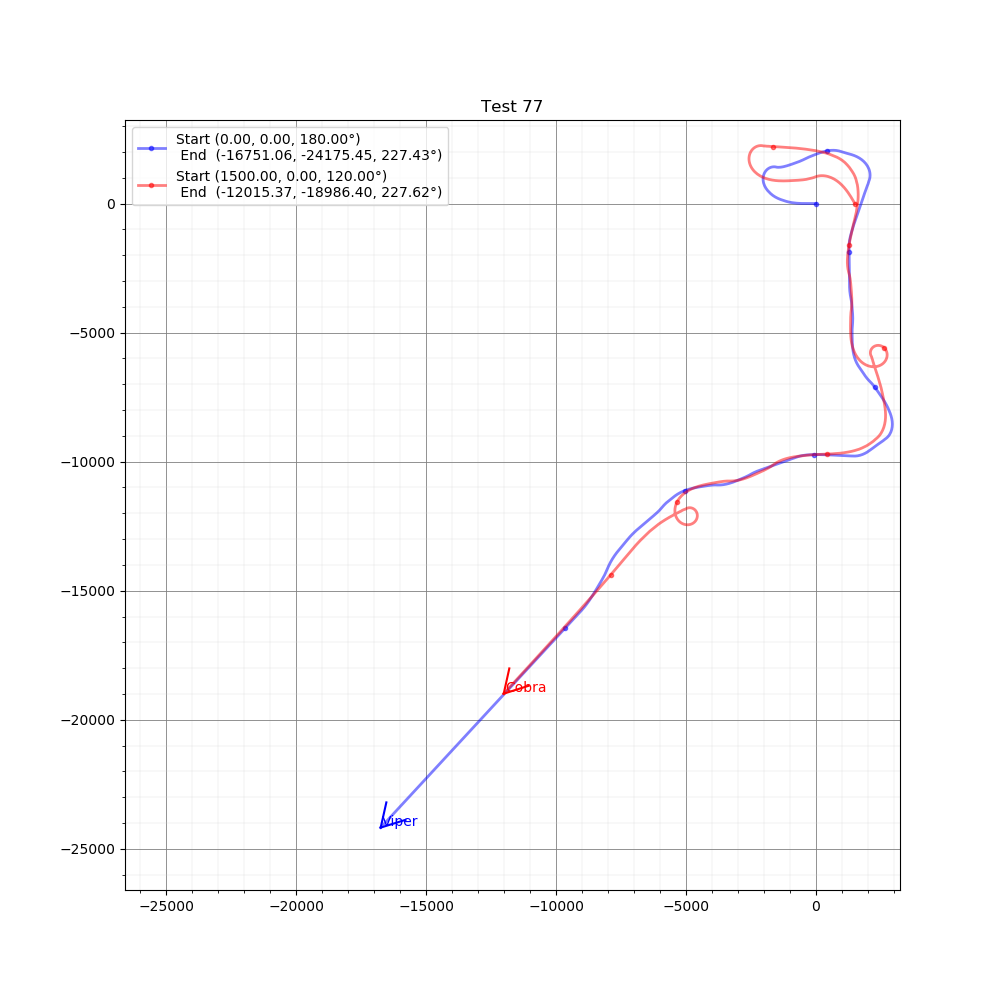 Test 77
Start (0.00, 0.00, 180.00°)
End (-16751.06, -24175.45, 227.43°)
Start (1500.00, 0.00, 120.00°)
End (-12015.37, -18986.40, 227.62°)
0
−5000
−10000
−15000
−20000
−25000
Cobra
Viper
−25000 −20000 −15000 −10000 −5000 0